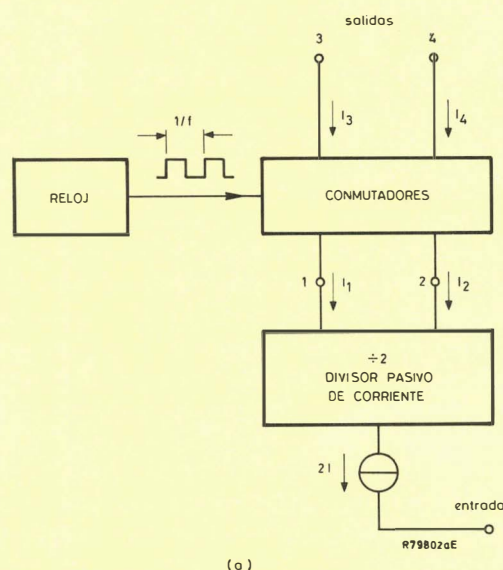 salidas
3
4
I3
I4
1/f
RELOJ
CONMUTADORES
1
I1
2
I2
÷2
DIVISOR PASIVO
DE CORRIENTE
2I
entrada
R79802aE
(a)